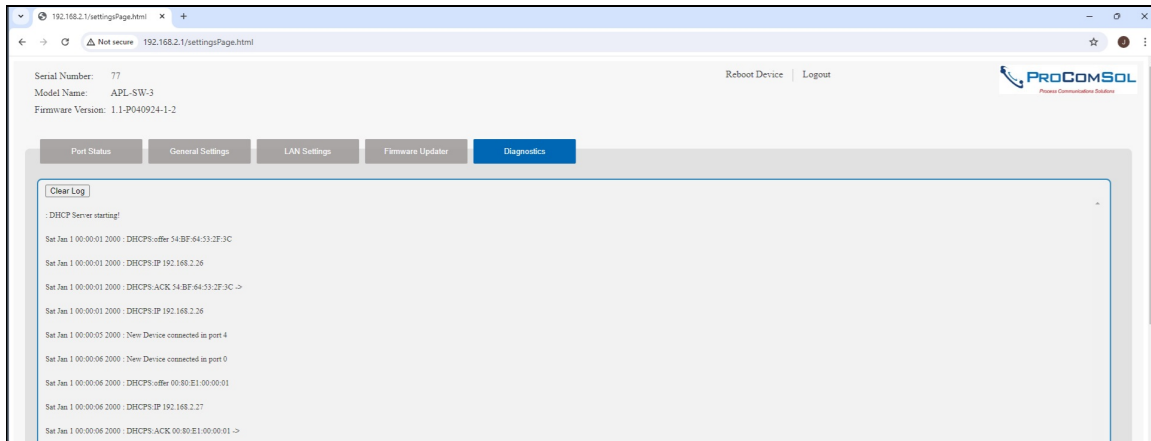 192.168.2.1/settingsPage.html
Not secure 192.168.2.1/settingsPage.html
Serial Number: 77
Model Name: APL-SW-3
Firmware Version: 1.1-P040924-1-2
Reboot Device | Logout
PROCOMSOL
Process Communications Solutions
Port Status General Settings LAN Settings Firmware Updater Diagnostics
Clear Log
: DHCP Server starting!
Sat Jan 1 00:00:01 2000 : DHCPS:offer 54:BF:64:53:2F:3C
Sat Jan 1 00:00:01 2000 : DHCPS:IP 192.168.2.26
Sat Jan 1 00:00:01 2000 : DHCPS:ACK 54:BF:64:53:2F:3C ->
Sat Jan 1 00:00:01 2000 : DHCPS:IP 192.168.2.26
Sat Jan 1 00:00:05 2000 : New Device connected in port 4
Sat Jan 1 00:00:06 2000 : New Device connected in port 0
Sat Jan 1 00:00:06 2000 : DHCPS:offer 00:80:E1:00:00:01
Sat Jan 1 00:00:06 2000 : DHCPS:IP 192.168.2.27
Sat Jan 1 00:00:06 2000 : DHCPS:ACK 00:80:E1:00:00:01 ->